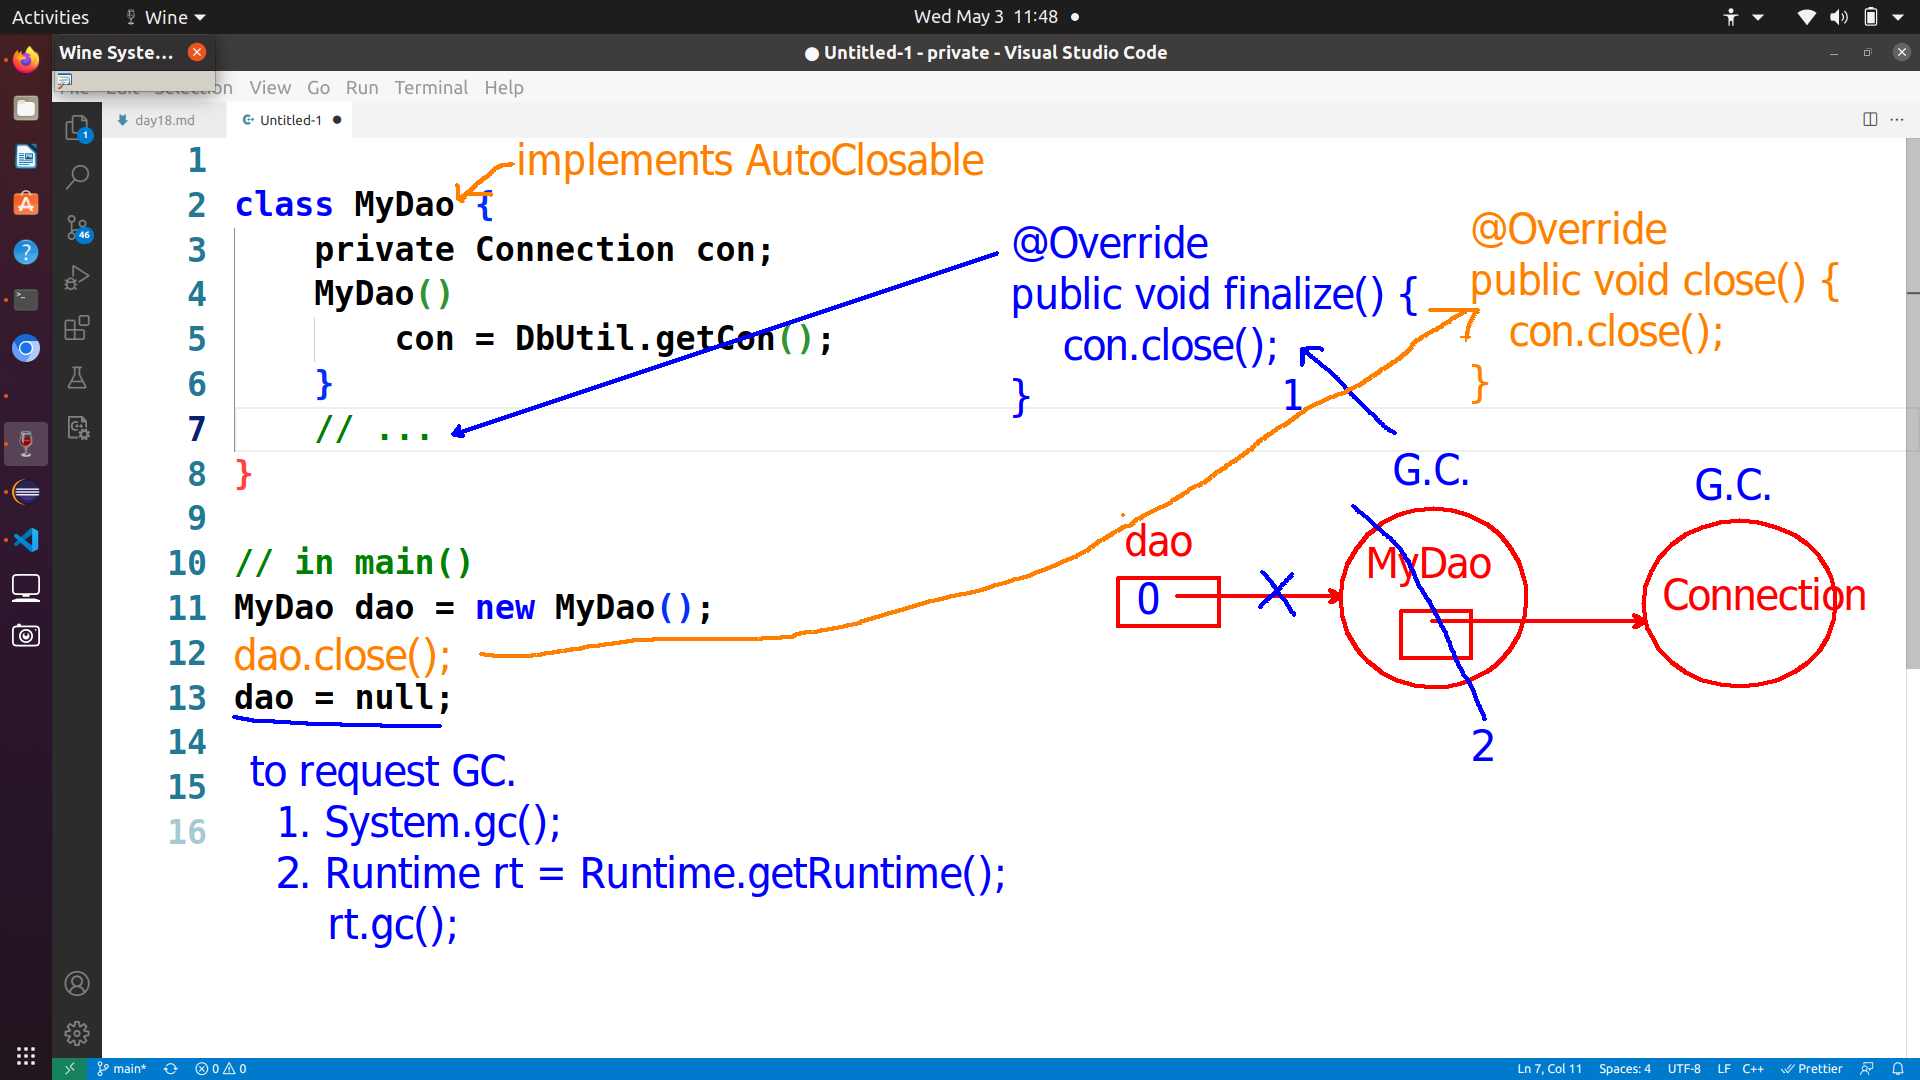 Activities
Wine
Wed May 3 11:48
Wine Syste...
Untitled-1 - private - Visual Studio Code
Selection View Go Run Terminal Help
day18.md
Untitled-1
1
implements AutoClosable
2 class MyDao {
3 private Connection con;
4 MyDao()
5 con = DbUtil.getCon();
6 }
7 // ...
8 }
9
10 // in main()
11 MyDao dao = new MyDao();
12 dao.close();
13 dao = null;
14
15
16
@Override
public void finalize() {
con.close();
}
1
@Override
public void close() {
con.close();
}
G.C.
G.C.
dao
0
MyDao
Connection
2
to request GC.
1. System.gc();
2. Runtime rt = Runtime.getRuntime();
rt.gc();
1
46
main*
0 0
Ln 7, Col 11
Spaces: 4
UTF-8
LF
C++
Prettier